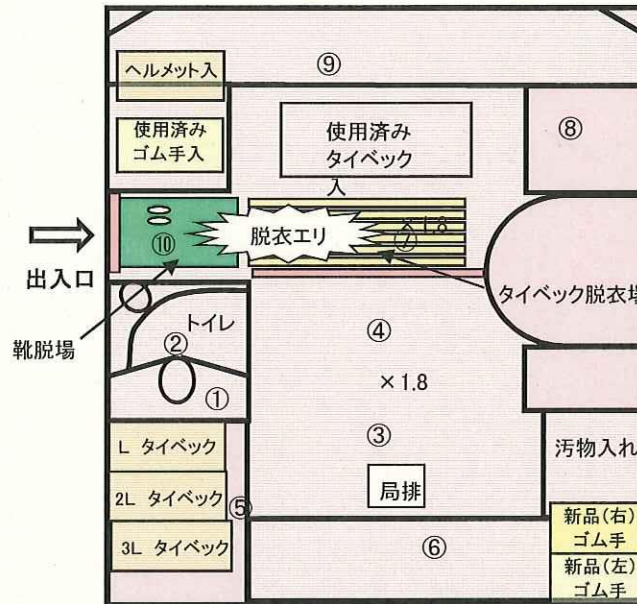 ヘルメット入
⑨
使用済み
ゴム手入
使用済み
タイベック
入
⑧
⑩
脱衣エリ
×1.8
⑦
出入口
タイベック脱衣場
靴脱場
トイレ
②
①
④
×1.8
③
局排
L タイベック
2L タイベック
3L タイベック
⑤
⑥
汚物入れ
新品(右)
ゴム手
新品(左)
ゴム手